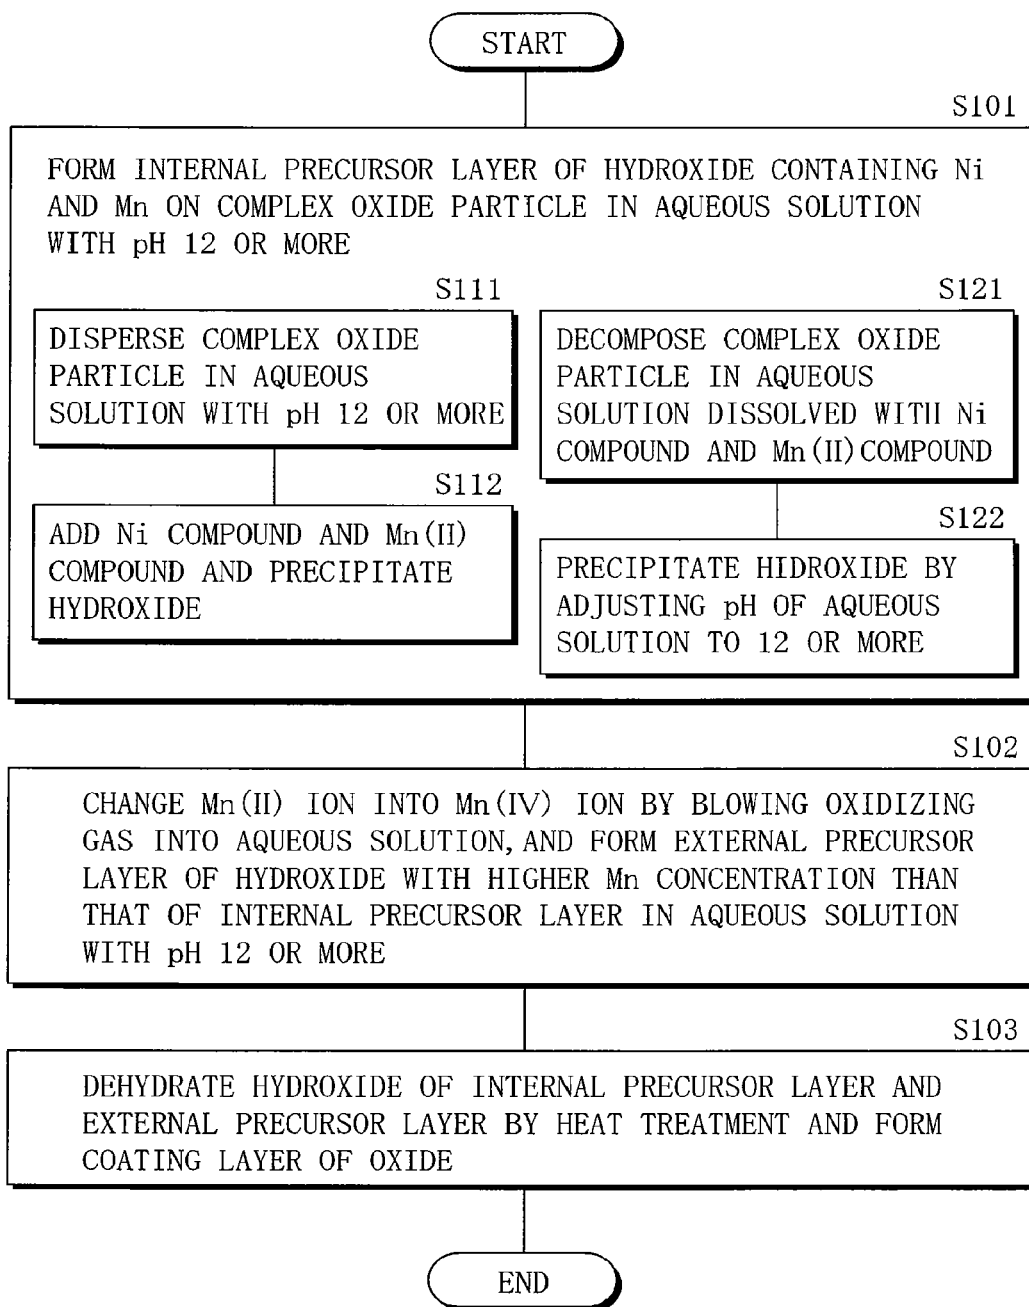 START
S101
FORM INTERNAL PRECURSOR LAYER OF HYDROXIDE CONTAINING Ni
AND Mn ON COMPLEX OXIDE PARTICLE IN AQUEOUS SOLUTION
WITH pH 12 OR MORE
S111
DISPERSE COMPLEX OXIDE
PARTICLE IN AQUEOUS
SOLUTION WITH pH 12 OR MORE
S112
ADD Ni COMPOUND AND Mn(II)
COMPOUND AND PRECIPITATE
HYDROXIDE
S121
DECOMPOSE COMPLEX OXIDE
PARTICLE IN AQUEOUS
SOLUTION DISSOLVED WITH Ni
COMPOUND AND Mn(II)COMPOUND
S122
PRECIPITATE HIDROXIDE BY
ADJUSTING pH OF AQUEOUS
SOLUTION TO 12 OR MORE
S102
CHANGE Mn(II) ION INTO Mn(IV) ION BY BLOWING OXIDIZING
GAS INTO AQUEOUS SOLUTION, AND FORM EXTERNAL PRECURSOR
LAYER OF HYDROXIDE WITH HIGHER Mn CONCENTRATION THAN
THAT OF INTERNAL PRECURSOR LAYER IN AQUEOUS SOLUTION
WITH pH 12 OR MORE
S103
DEHYDRATE HYDROXIDE OF INTERNAL PRECURSOR LAYER AND
EXTERNAL PRECURSOR LAYER BY HEAT TREATMENT AND FORM
COATING LAYER OF OXIDE
END